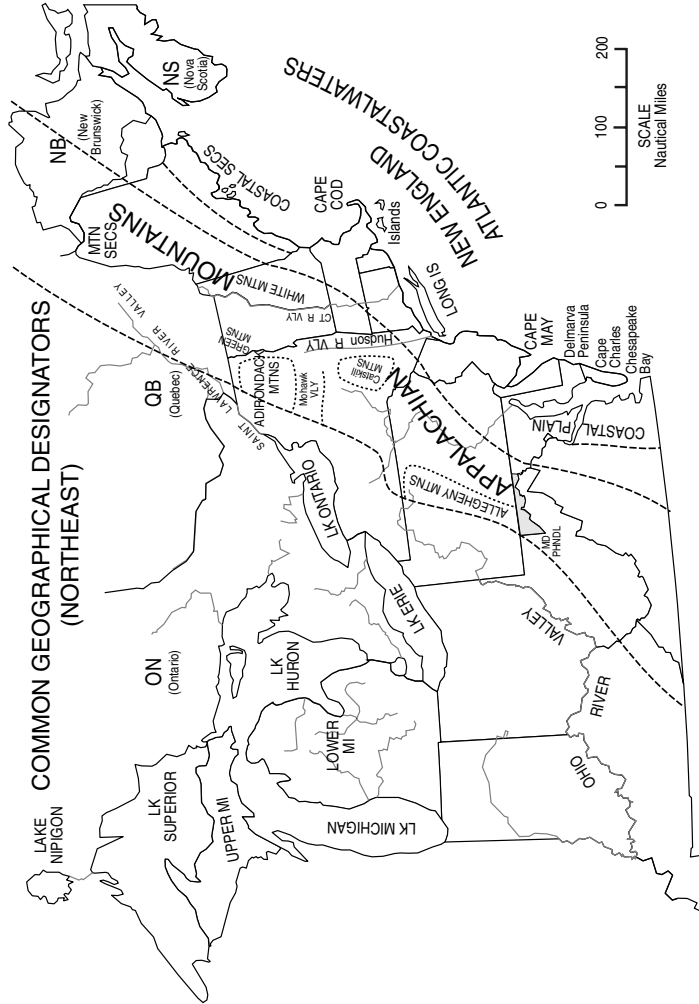 COMMON GEOGRAPHICAL DESIGNATORS
(NORTHEAST)
LAKE
NIPIGON
LK
SUPERIOR
UPPER MI
LK MICHIGAN
LOWER
MI
LK
HURON
ON
(Ontario)
LK ERIE
LK ONTARIO
QB
(Quebec)
SAINT LAWRENCE RIVER VALLEY
ADIRONDACK
MTNS
Mohawk
VLY
GREEN
MTNS
Hudson R VLY
Catskill
MTNS
CT R VLY
WHITE MTNS
MTN
SECS
NB
(New
Brunswick)
NS
(Nova
Scotia)
COASTAL SECS
CAPE
COD
Islands
LONG IS
NEW ENGLAND
ATLANTIC COASTALWATERS
APPALACHIAN MOUNTAINS
ALLEGHENY MTNS
MD
PHNDL
OHIO RIVER VALLEY
COASTAL
PLAIN
CAPE
MAY
Delmarva
Peninsula
Cape
Charles
Chesapeake
Bay
0 100 200
SCALE
Nautical Miles